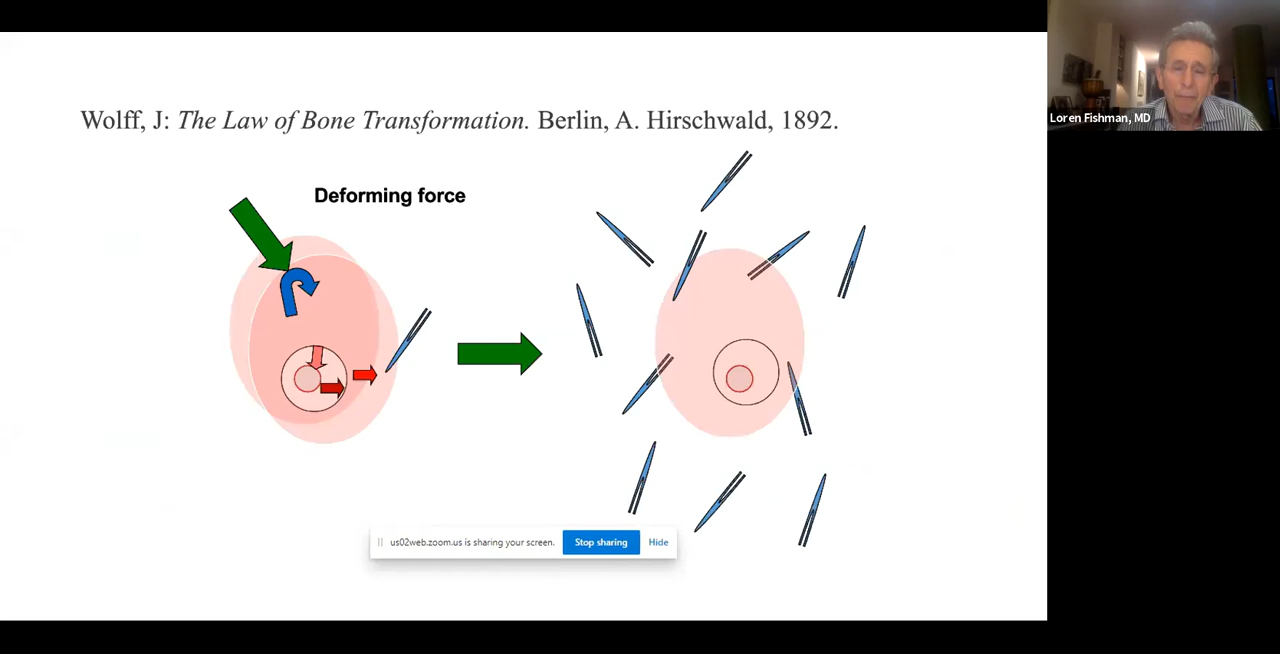 Wolff, J: The Law of Bone Transformation. Berlin, A. Hirschwald, 1892.
Loren Fishman, MD
Deforming force
us02web.zoom.us is sharing your screen. Stop sharing Hide